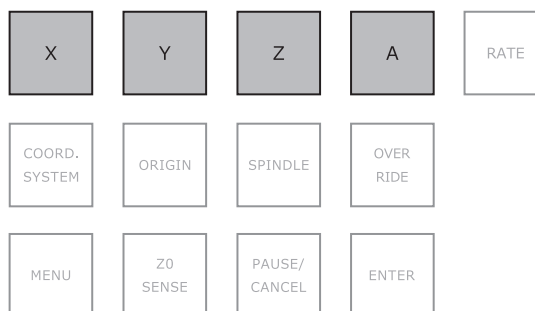 X Y Z A RATE
COORD.
SYSTEM
ORIGIN
SPINDLE
OVER
RIDE
MENU
Z0
SENSE
PAUSE/
CANCEL
ENTER